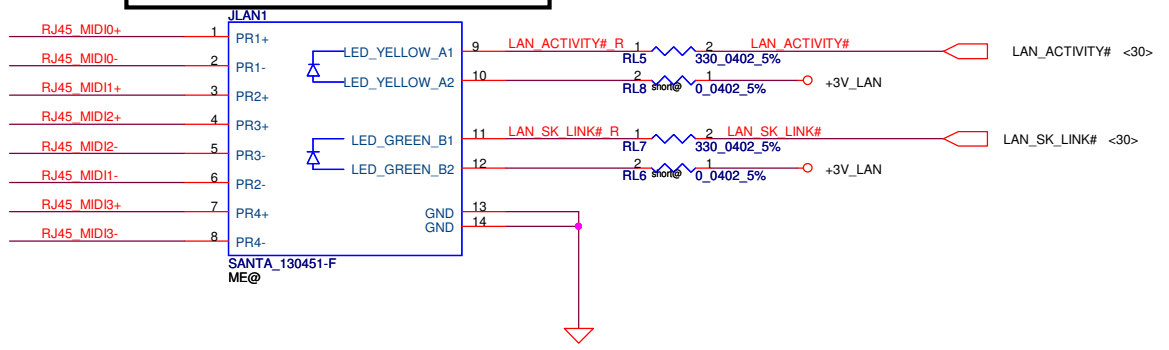 JLAN1
RJ45_MIDI0+ 1 PR1+ LED_YELLOW_A1 9 LAN_ACTIVITY#_R 1 2 LAN_ACTIVITY# LAN_ACTIVITY# <30>
RL5 330_0402_5%
RJ45_MIDI0- 2 PR1- LED_YELLOW_A2 10 2 1 +3V_LAN
RL8 short@ 0_0402_5%
RJ45_MIDI1+ 3 PR2+
RJ45_MIDI2+ 4 PR3+ LED_GREEN_B1 11 LAN_SK_LINK#_R 1 2 LAN_SK_LINK# LAN_SK_LINK# <30>
RL7 330_0402_5%
RJ45_MIDI2- 5 PR3- LED_GREEN_B2 12 2 1 +3V_LAN
RL6 short@ 0_0402_5%
RJ45_MIDI1- 6 PR2-
RJ45_MIDI3+ 7 PR4+ GND 13
GND 14
RJ45_MIDI3- 8 PR4-
SANTA_130451-F
ME@